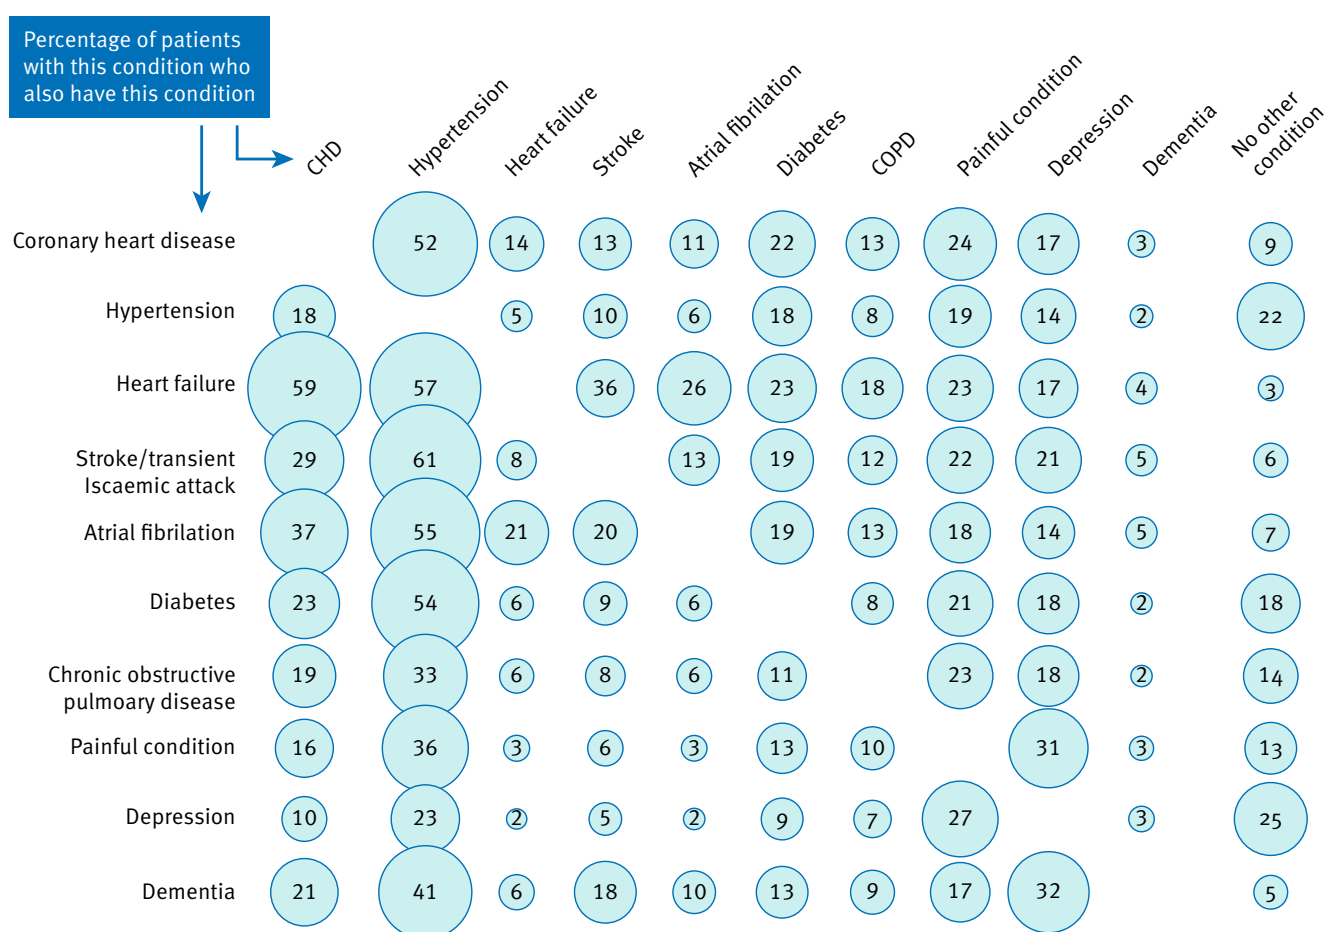 Percentage of patients
with this condition who
also have this condition
CHD
Hypertension
Heart failure
Stroke
Atrial fibrilation
Diabetes
COPD
Painful condition
Depression
Dementia
No other
condition
Coronary heart disease 52 14 13 11 22 13 24 17 3 9
Hypertension 18 5 10 6 18 8 19 14 2 22
Heart failure 59 57 36 26 23 18 23 17 4 3
Stroke/transient
Iscaemic attack 29 61 8 13 19 12 22 21 5 6
Atrial fibrilation 37 55 21 20 19 13 18 14 5 7
Diabetes 23 54 6 9 6 8 21 18 2 18
Chronic obstructive
pulmoary disease 19 33 6 8 6 11 23 18 2 14
Painful condition 16 36 3 6 3 13 10 31 3 13
Depression 10 23 2 5 2 9 7 27 3 25
Dementia 21 41 6 18 10 13 9 17 32 5